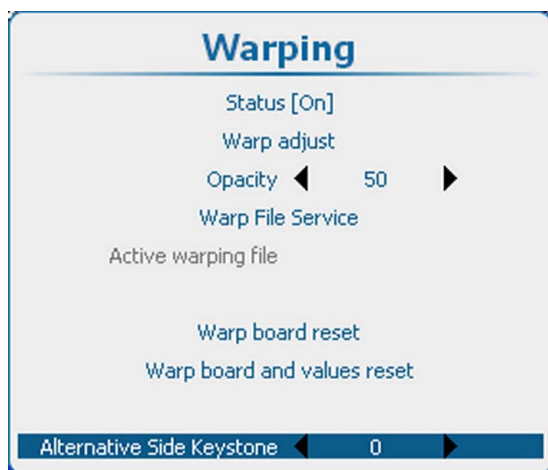 Warping
Status [On]
Warp adjust
Opacity 50
Warp File Service
Active warping file
Warp board reset
Warp board and values reset
Alternative Side Keystone 0